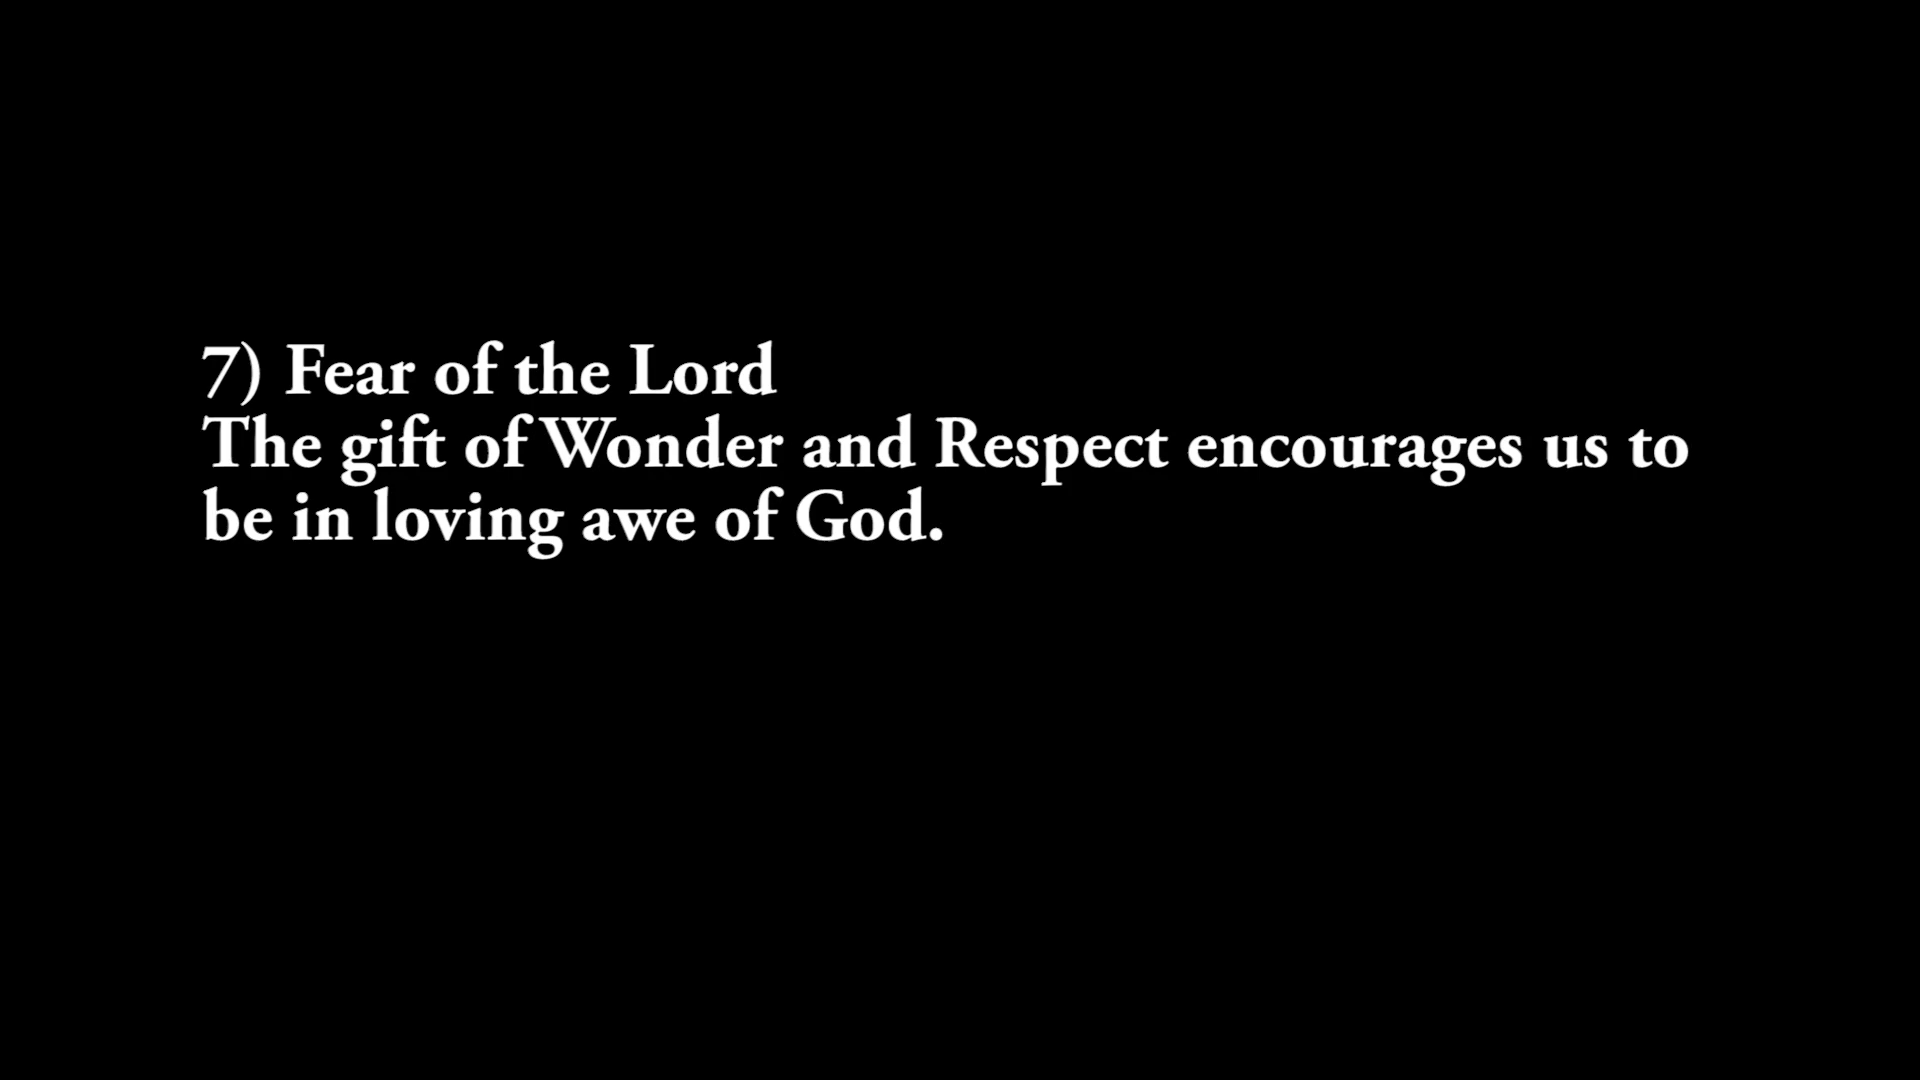 7) Fear of the Lord
The gift of Wonder and Respect encourages us to
be in loving awe of God.